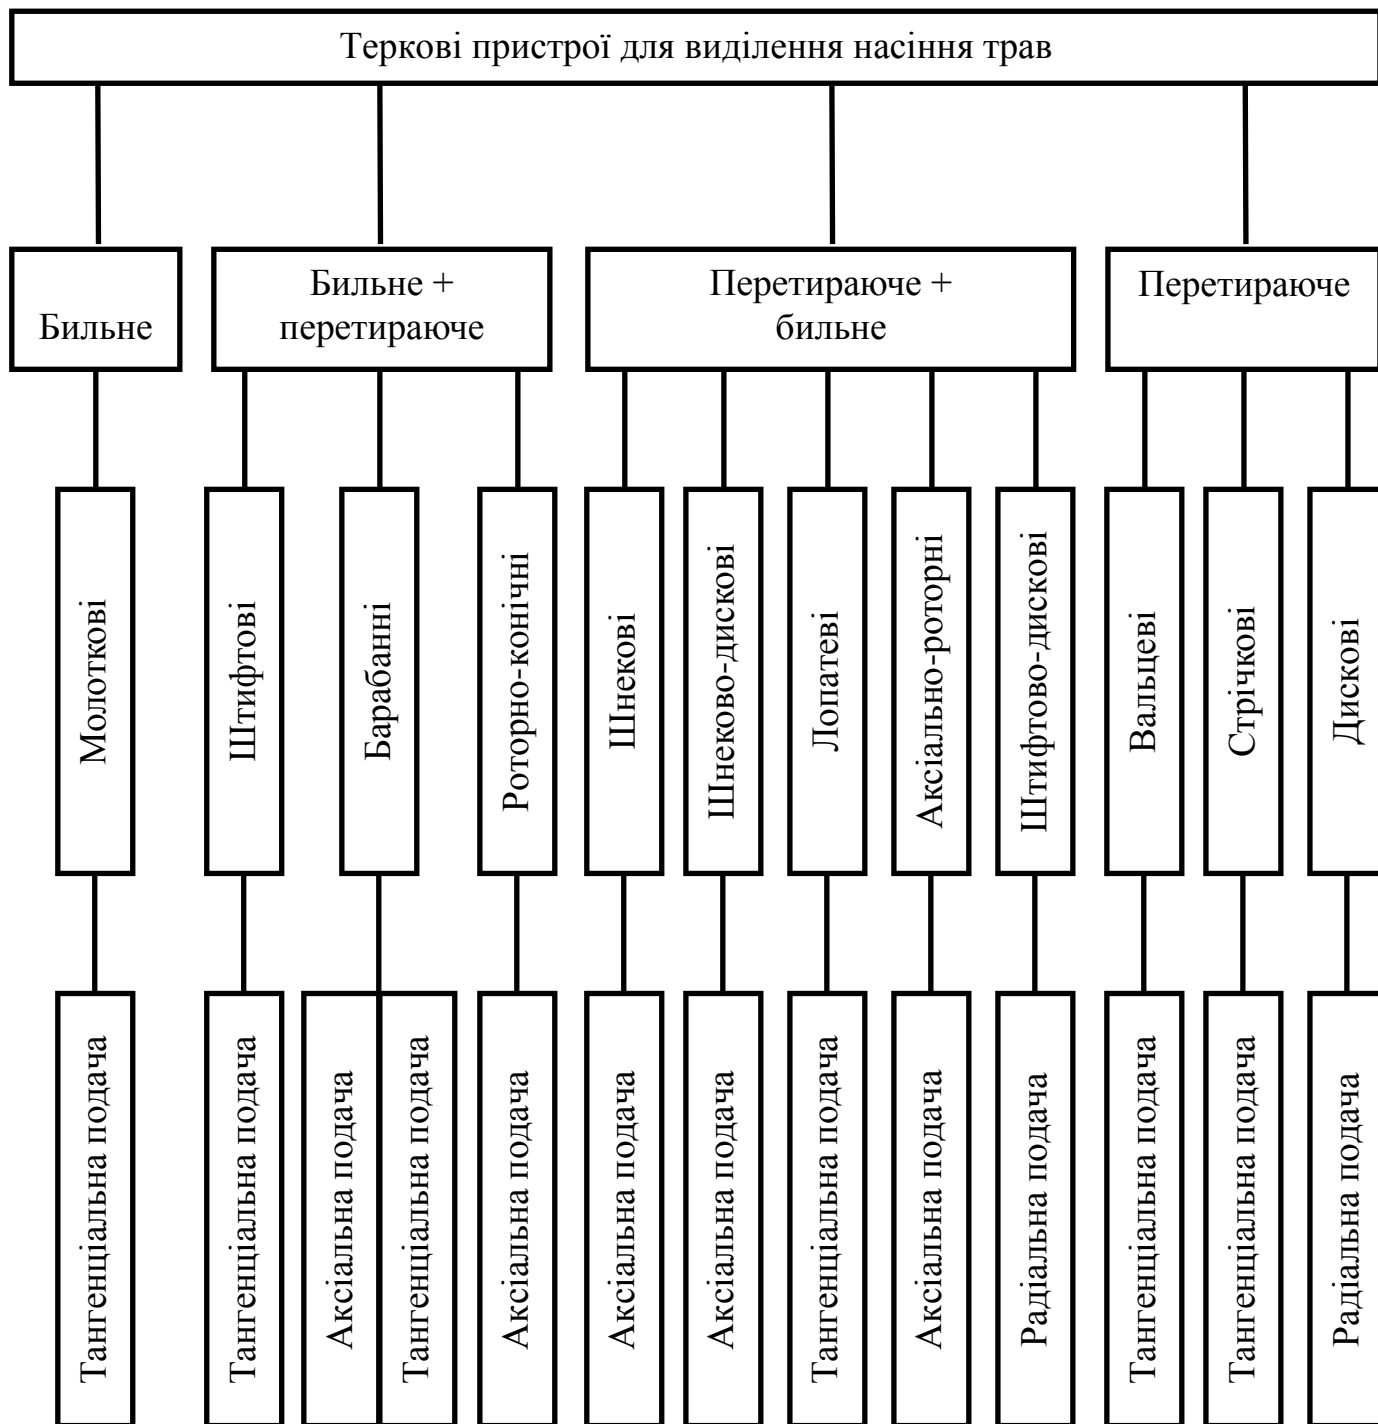 Теркові пристрої для виділення насіння трав
Бильне
Бильне +
перетираюче
Перетираюче +
бильне
Перетираюче
Молоткові
Штифтові
Барабанні
Роторно-конічні
Шнекові
Шнеково-дискові
Лопатеві
Аксіально-роторні
Штифтово-дискові
Вальцеві
Стрічкові
Дискові
Тангенціальна подача
Тангенціальна подача
Аксіальна подача
Тангенціальна подача
Аксіальна подача
Аксіальна подача
Аксіальна подача
Тангенціальна подача
Аксіальна подача
Радіальна подача
Тангенціальна подача
Тангенціальна подача
Радіальна подача